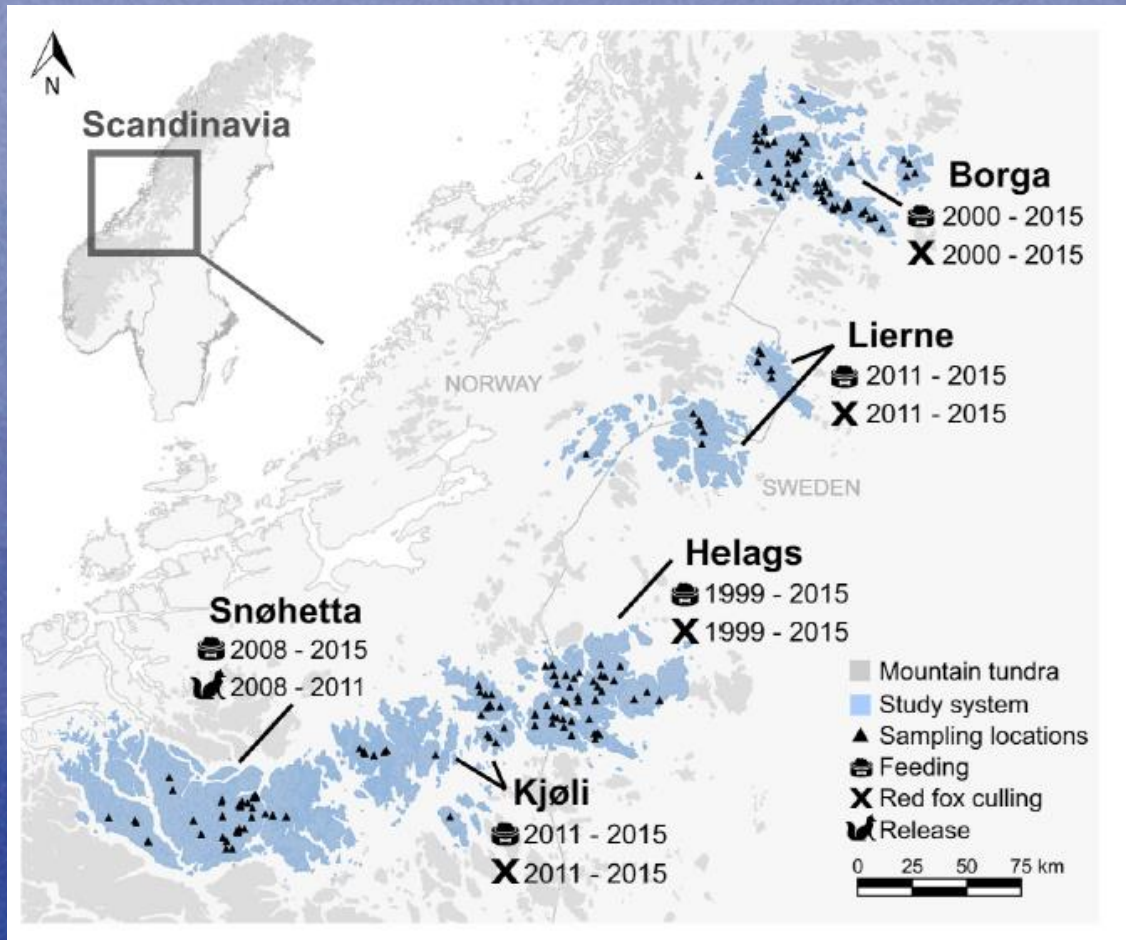 N
Scandinavia
Borga
2000 - 2015
X 2000 - 2015
Lierne
2011 - 2015
X 2011 - 2015
NORWAY
SWEDEN
Helags
1999 - 2015
X 1999 - 2015
Snøhetta
2008 - 2015
2008 - 2011
Kjøli
2011 - 2015
X 2011 - 2015
Mountain tundra
Study system
Sampling locations
Feeding
X Red fox culling
Release
0 25 50 75 km